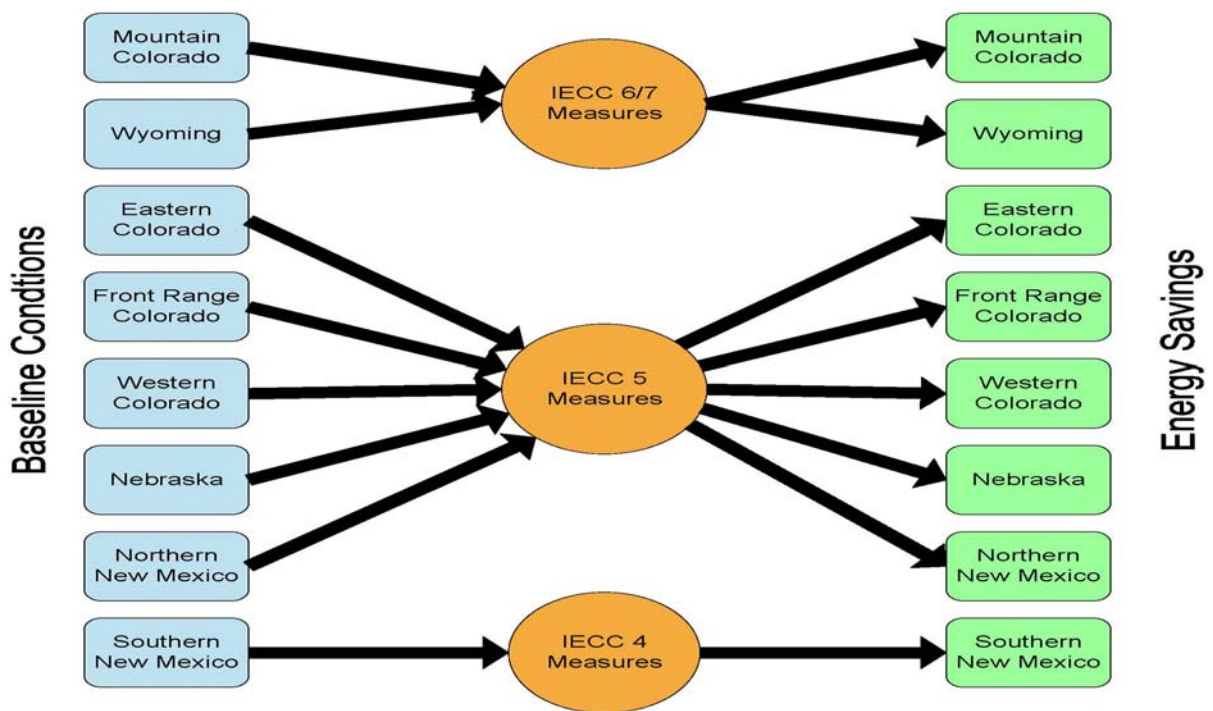 Baseline Condtions
Mountain
Colorado
Wyoming
Eastern
Colorado
Front Range
Colorado
Western
Colorado
Nebraska
Northern
New Mexico
Southern
New Mexico
IECC 6/7
Measures
IECC 5
Measures
IECC 4
Measures
Mountain
Colorado
Wyoming
Eastern
Colorado
Front Range
Colorado
Western
Colorado
Nebraska
Northern
New Mexico
Southern
New Mexico
Energy Savings